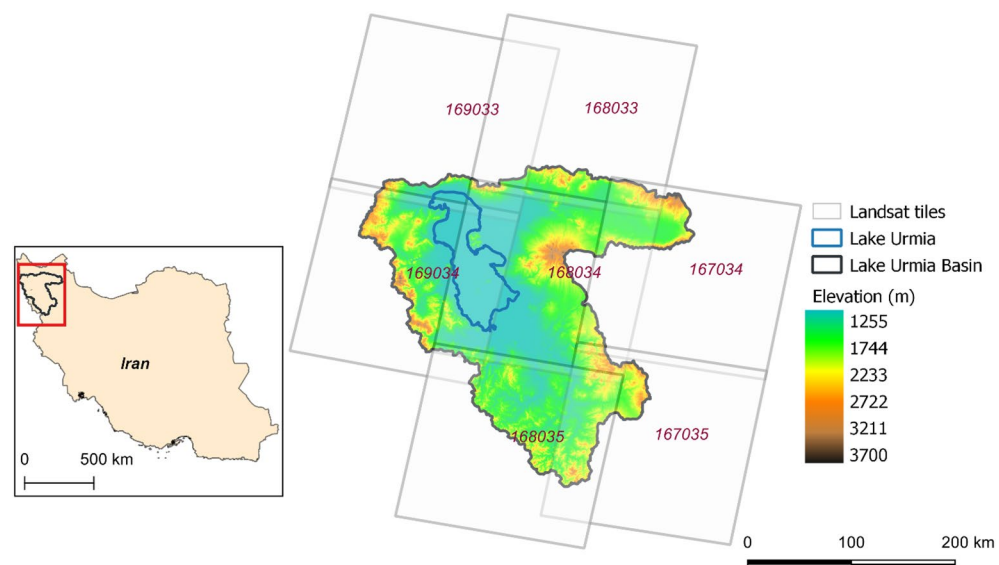 169033
168033
Landsat tiles
Lake Urmia
Lake Urmia Basin
169034
168034
167034
Elevation (m)
1255
1744
2233
2722
3211
3700
Iran
168035
167035
0 500 km
0 100 200 km